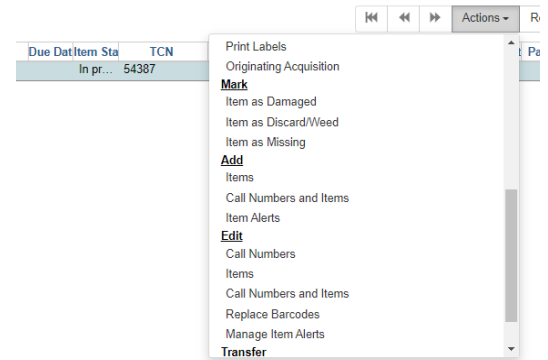 Actions
Re
Due Dat Item Sta TCN
t Pa
In pr... 54387
Print Labels
Originating Acquisition
Mark
Item as Damaged
Item as Discard/Weed
Item as Missing
Add
Items
Call Numbers and Items
Item Alerts
Edit
Call Numbers
Items
Call Numbers and Items
Replace Barcodes
Manage Item Alerts
Transfer